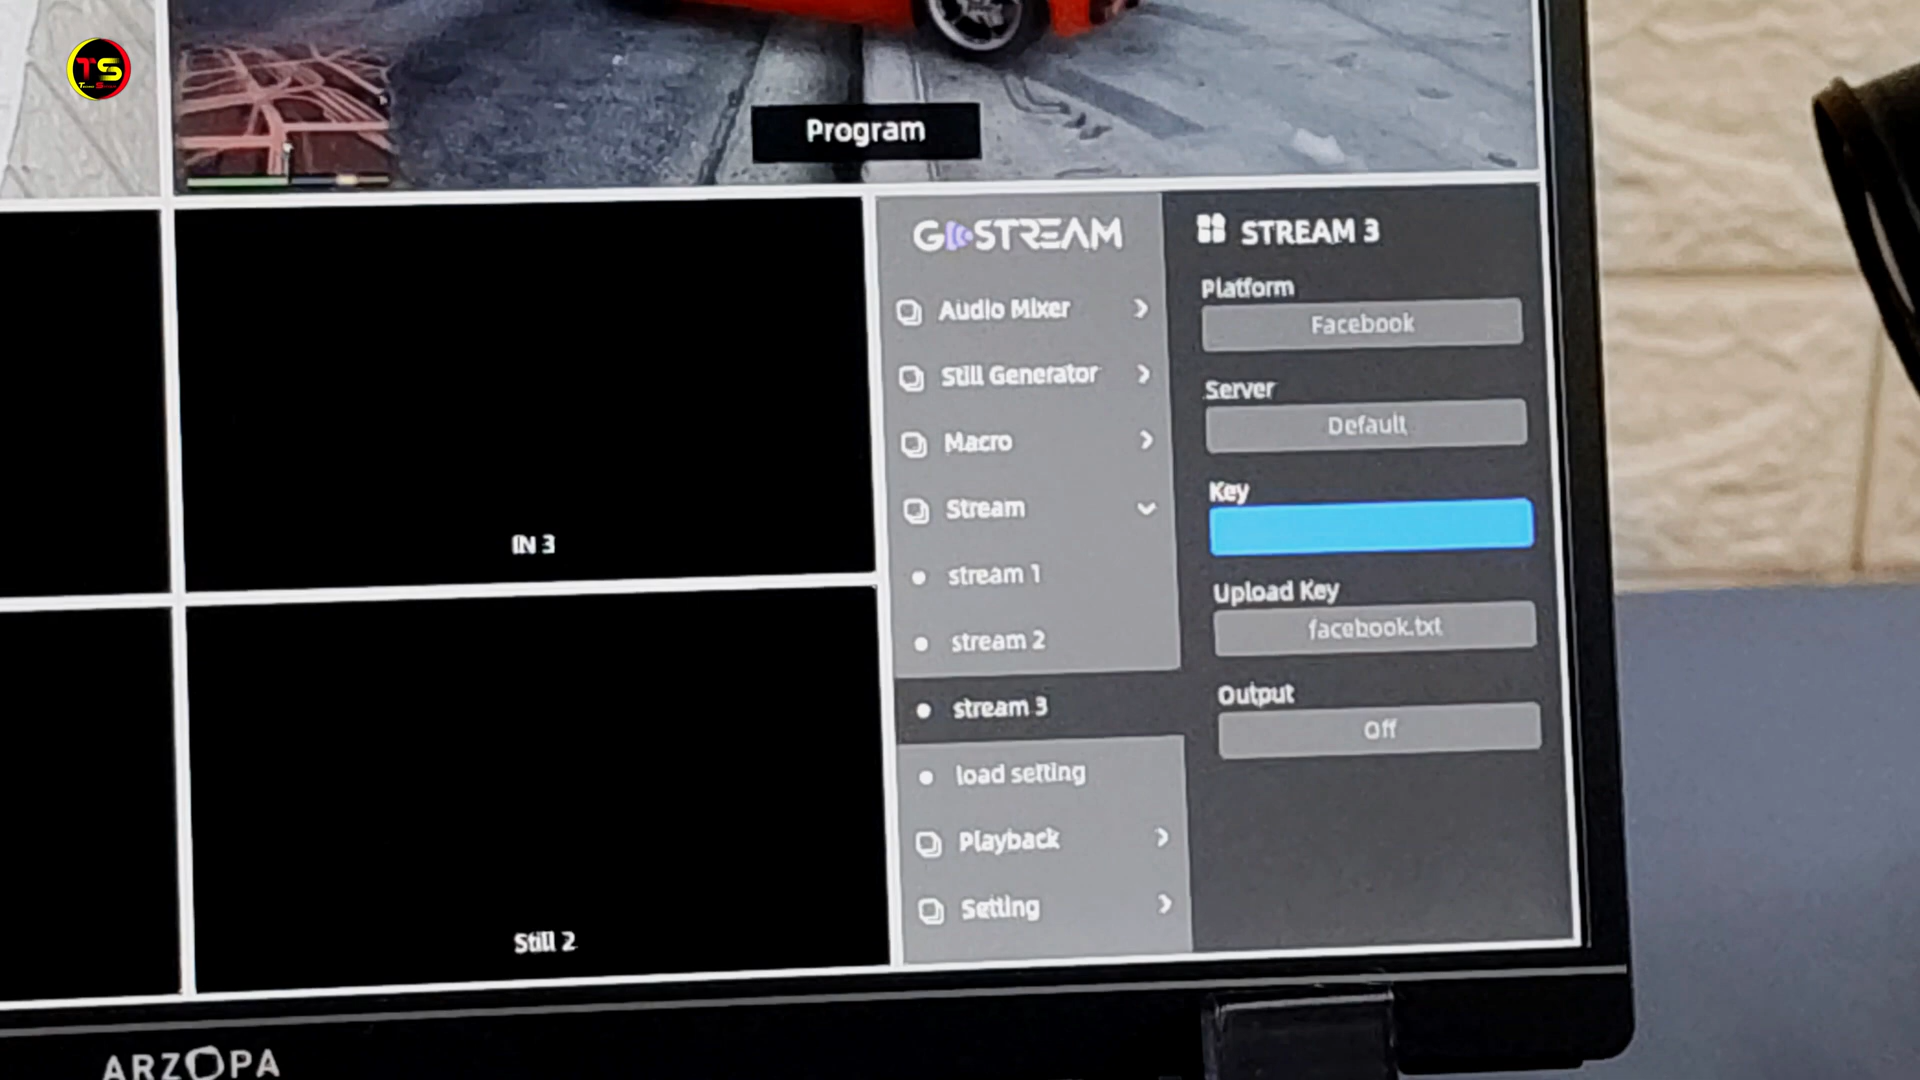 TS
Program
IN 3
Still 2
GOSTREAM
Audio Mixer
Still Generator
Macro
Stream
stream 1
stream 2
stream 3
load setting
Playback
Setting
STREAM 3
Platform
Facebook
Server
Default
Key
Upload Key
facebook.txt
Output
Off
ARZOPA